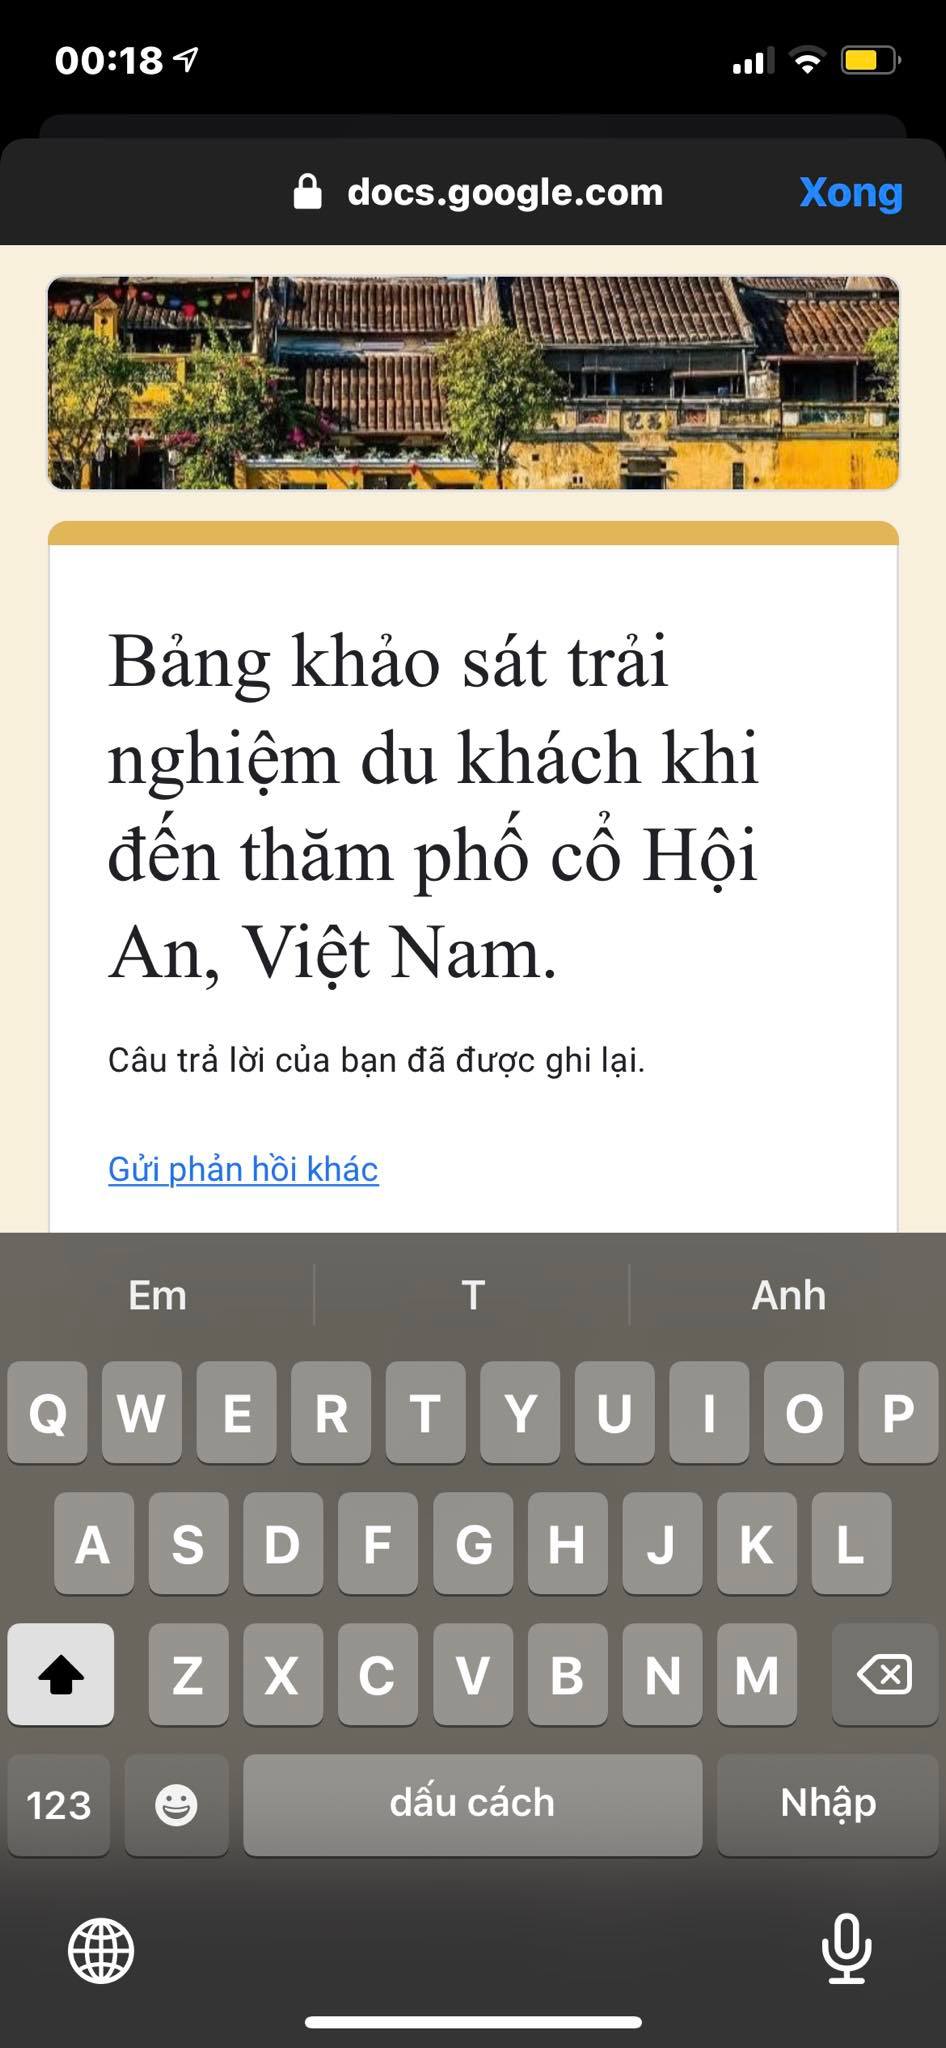 00:18
docs.google.com
Xong
Bảng khảo sát trải
nghiệm du khách khi
đến thăm phố cổ Hội
An, Việt Nam.
Câu trả lời của bạn đã được ghi lại.
Gửi phản hồi khác
Em T Anh
Q W E R T Y U I O P
A S D F G H J K L
Z X C V B N M
123 dấu cách Nhập